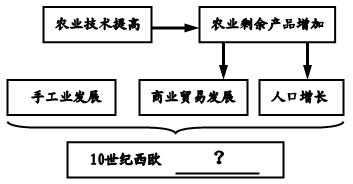 农业技术提高
农业剩余产品增加
手工业发展
商业贸易发展
人口增长
10世纪西欧 ?